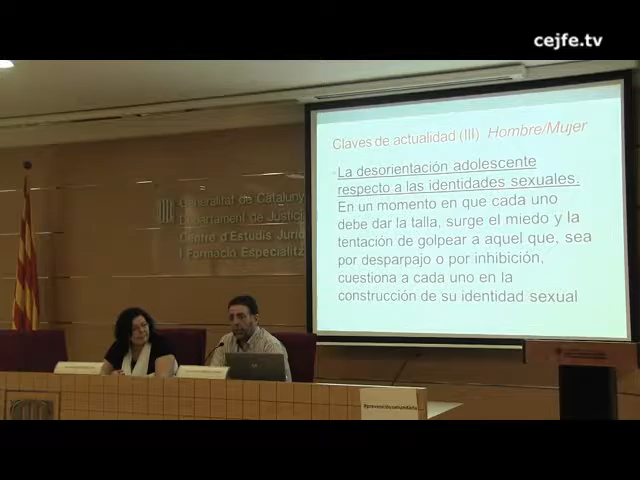 cejfe.tv
Claves de actualidad (III) Hombre/Mujer
La desorientación adolescente
respecto a las identidades sexuales.
En un momento en que cada uno
debe dar la talla, surge el miedo y la
tentación de golpear a aquel que, sea
por desparpajo o por inhibición,
cuestiona a cada uno en la
construcción de su identidad sexual
Generalitat de Catalunya
Departament de Justícia
Centre d'Estudis Jurídi
i Formació Especialitz